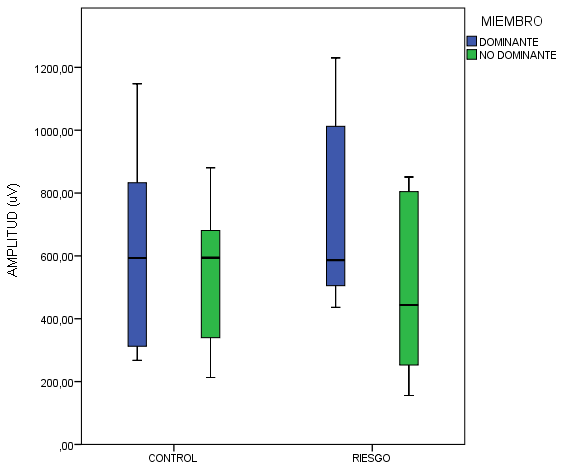 MIEMBRO
DOMINANTE
NO DOMINANTE
AMPLITUD (uV)
1200,00
1000,00
800,00
600,00
400,00
200,00
,00
CONTROL
RIESGO